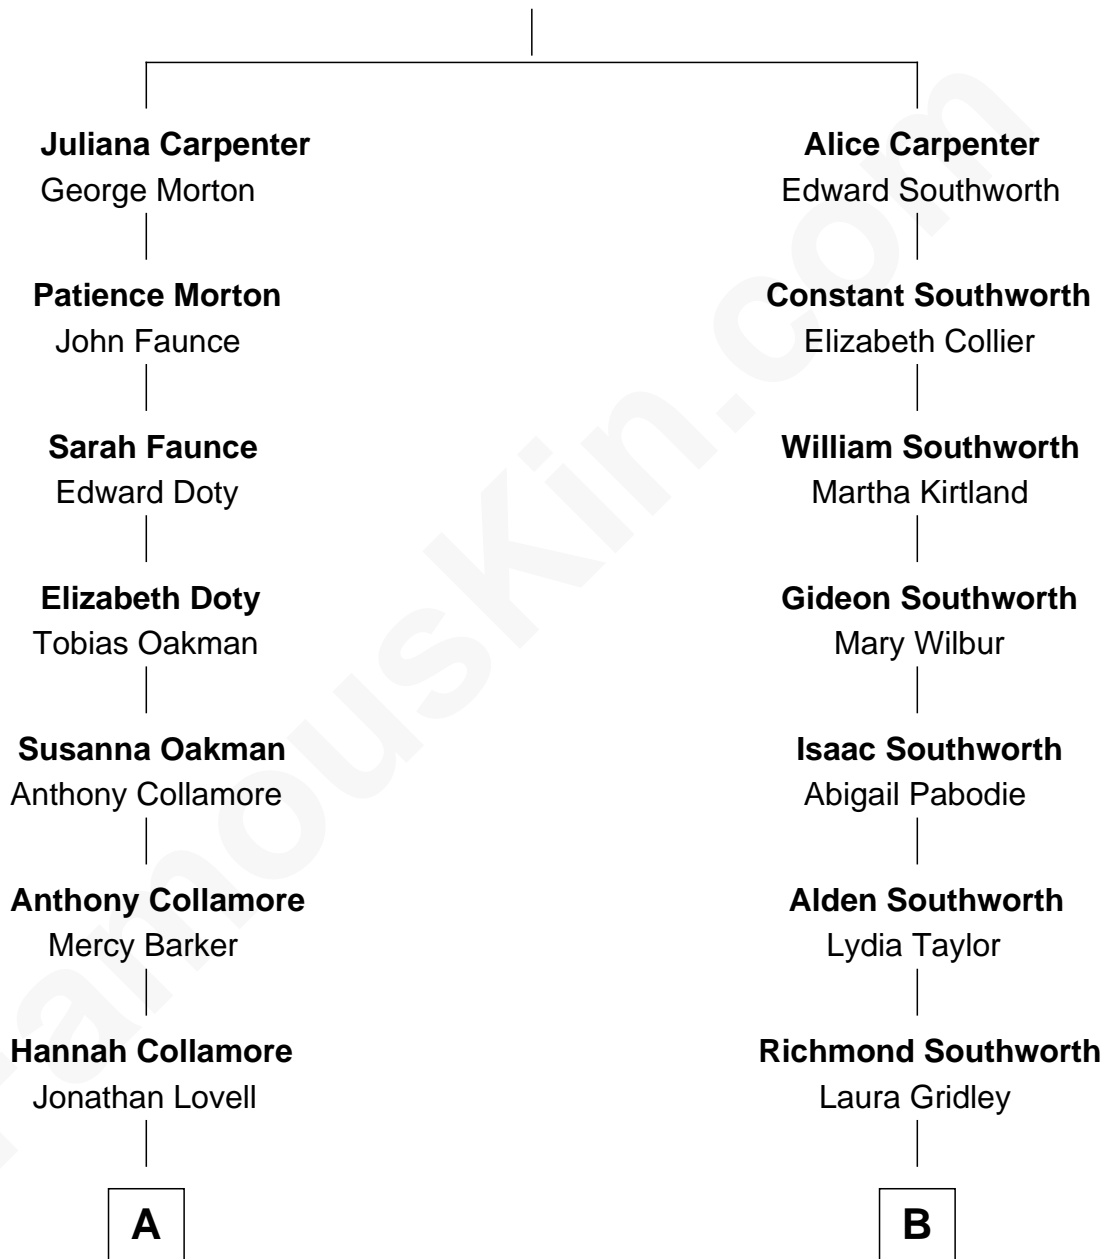 Juliana Carpenter
George Morton
Alice Carpenter
Edward Southworth
Patience Morton
John Faunce
Constant Southworth
Elizabeth Collier
Sarah Faunce
Edward Doty
William Southworth
Martha Kirtland
Elizabeth Doty
Tobias Oakman
Gideon Southworth
Mary Wilbur
Susanna Oakman
Anthony Collamore
Isaac Southworth
Abigail Pabodie
Anthony Collamore
Mercy Barker
Alden Southworth
Lydia Taylor
Hannah Collamore
Jonathan Lovell
Richmond Southworth
Laura Gridley
A
B
FamousKin.com